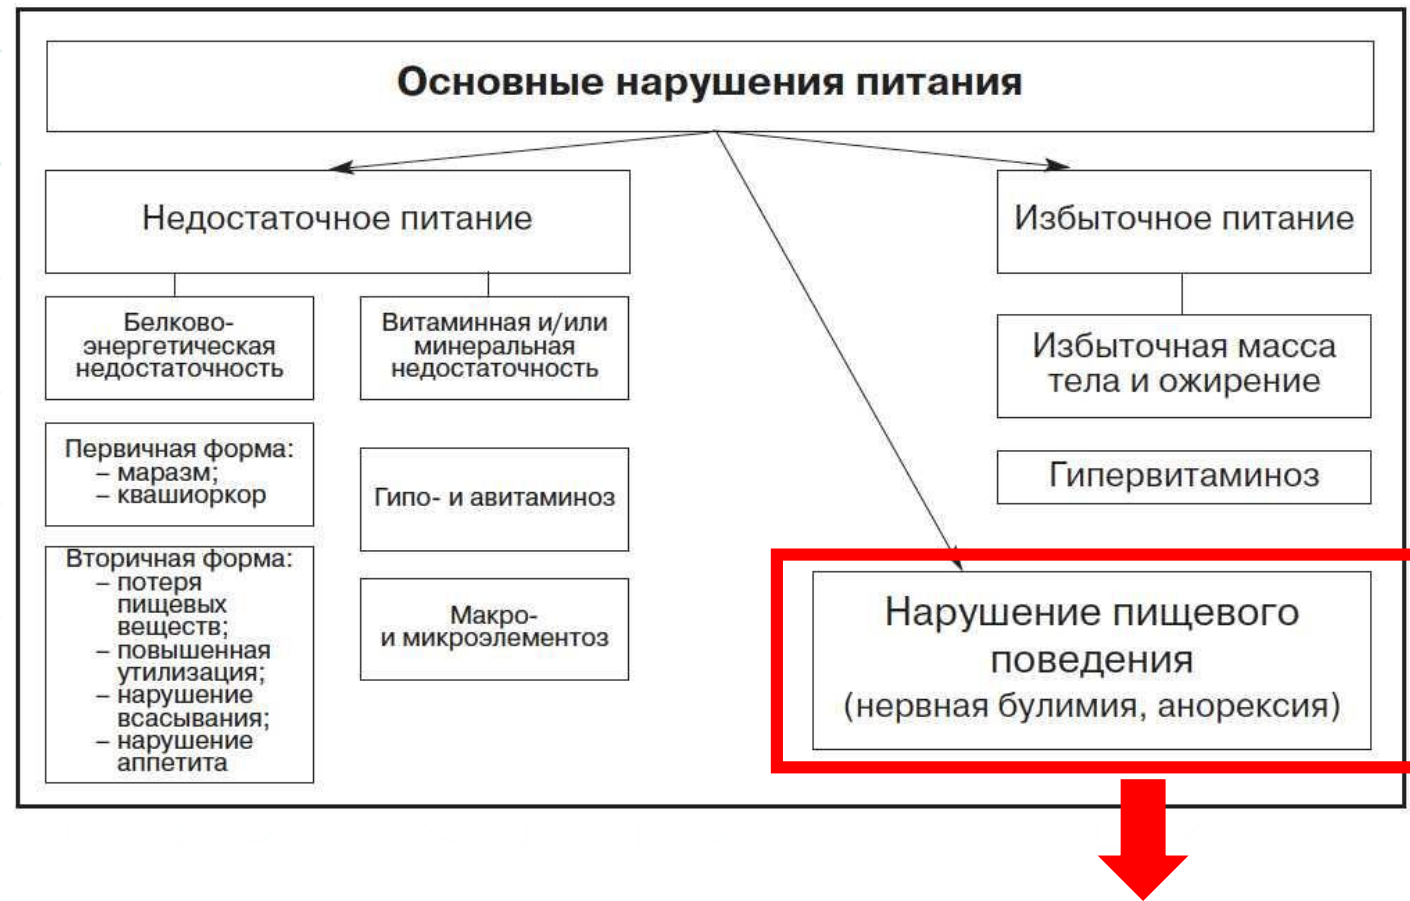 Основные нарушения питания
Недостаточное питание
Избыточное питание
Белково-
энергетическая
недостаточность
Витаминная и/или
минеральная
недостаточность
Избыточная масса
тела и ожирение
Первичная форма:
– маразм;
– квашиоркор
Гипо- и авитаминоз
Гипервитаминоз
Вторичная форма:
– потеря
пищевых
веществ;
– повышенная
утилизация;
– нарушение
всасывания;
– нарушение
аппетита
Макро-
и микроэлементоз
Нарушение пищевого
поведения
(нервная булимия, анорексия)